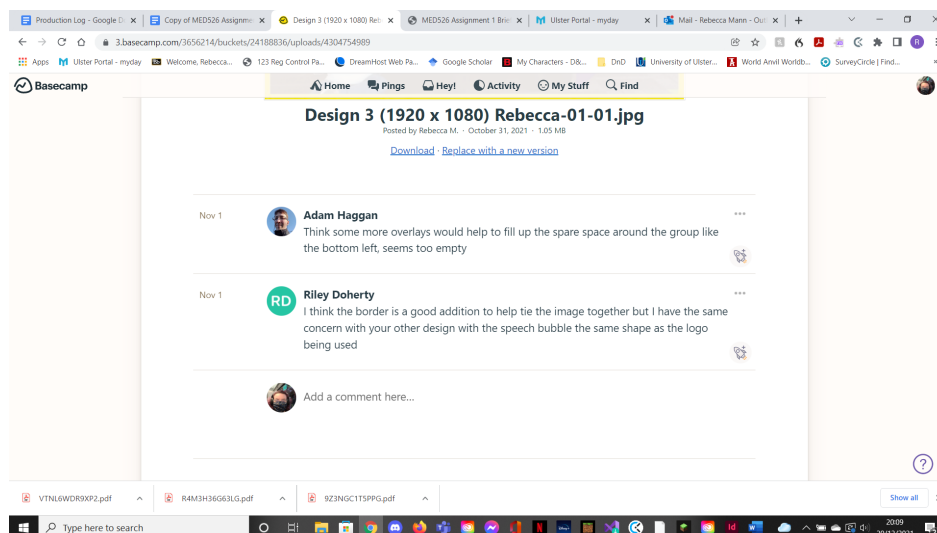 Production Log - Google D
Copy of MED526 Assignme
Design 3 (1920 x 1080) Reb
MED526 Assignment 1 Brief
Ulster Portal - myday
Mail - Rebecca Mann - Out
3.basecamp.com/3656214/buckets/24188836/uploads/4304754989
R
Apps
Ulster Portal - myday
Welcome, Rebecca...
123 Reg Control Pa...
DreamHost Web Pa...
Google Scholar
My Characters - D&...
DnD
University of Ulster...
World Anvil Worldb...
SurveyCircle | Find...
Basecamp
Home
Pings
Hey!
Activity
My Stuff
Find
Design 3 (1920 x 1080) Rebecca-01-01.jpg
Posted by Rebecca M. · October 31, 2021 · 1.05 MB
Download · Replace with a new version
Nov 1
Adam Haggan
Think some more overlays would help to fill up the spare space around the group like
the bottom left, seems too empty
Nov 1
RD
Riley Doherty
I think the border is a good addition to help tie the image together but I have the same
concern with your other design with the speech bubble the same shape as the logo
being used
Add a comment here...
?
VTNL6WDR9XP2.pdf
R4M3H36G63LG.pdf
9Z3NGC1T5PPG.pdf
Show all
Type here to search
20:09